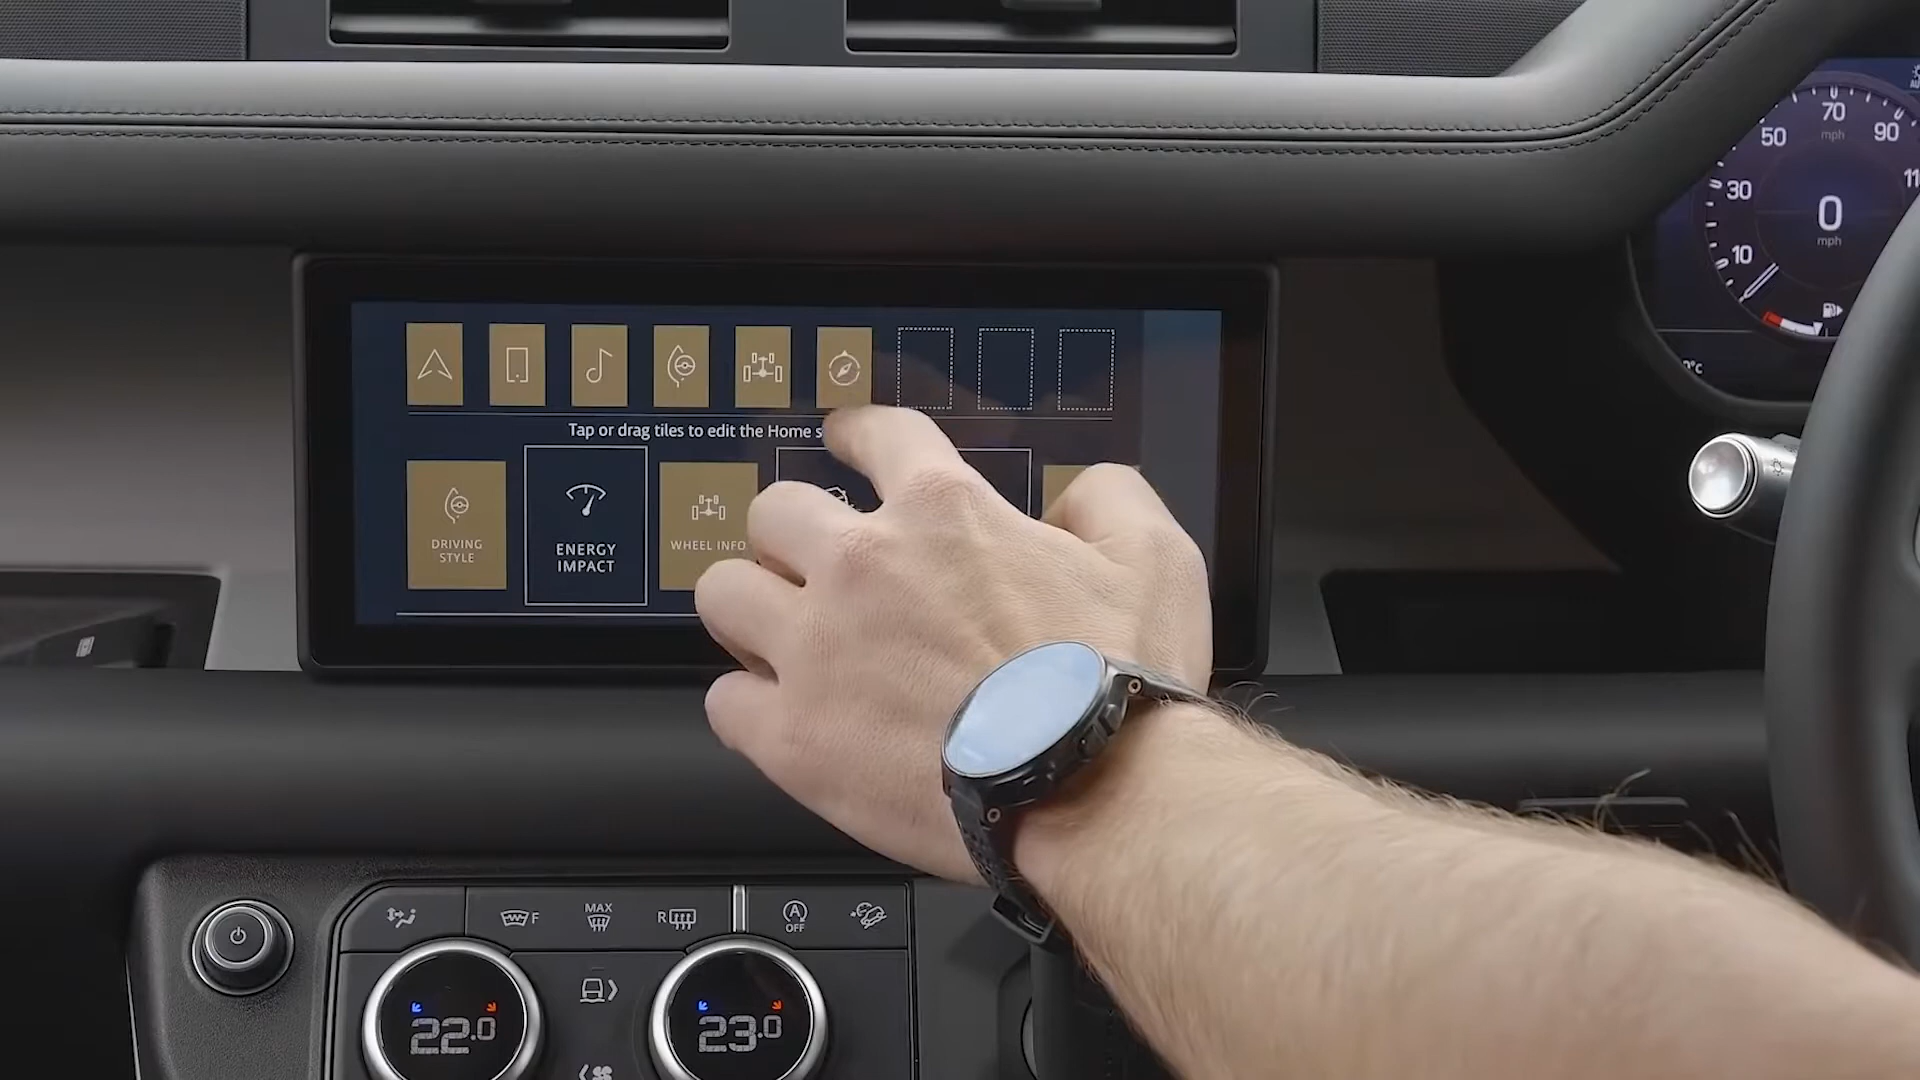 70
mph
50
90
30
0
mph
10
Tap or drag tiles to edit the Home s
DRIVING
STYLE
ENERGY
IMPACT
WHEEL INFO
F
MAX
R
A
OFF
22.0
23.0